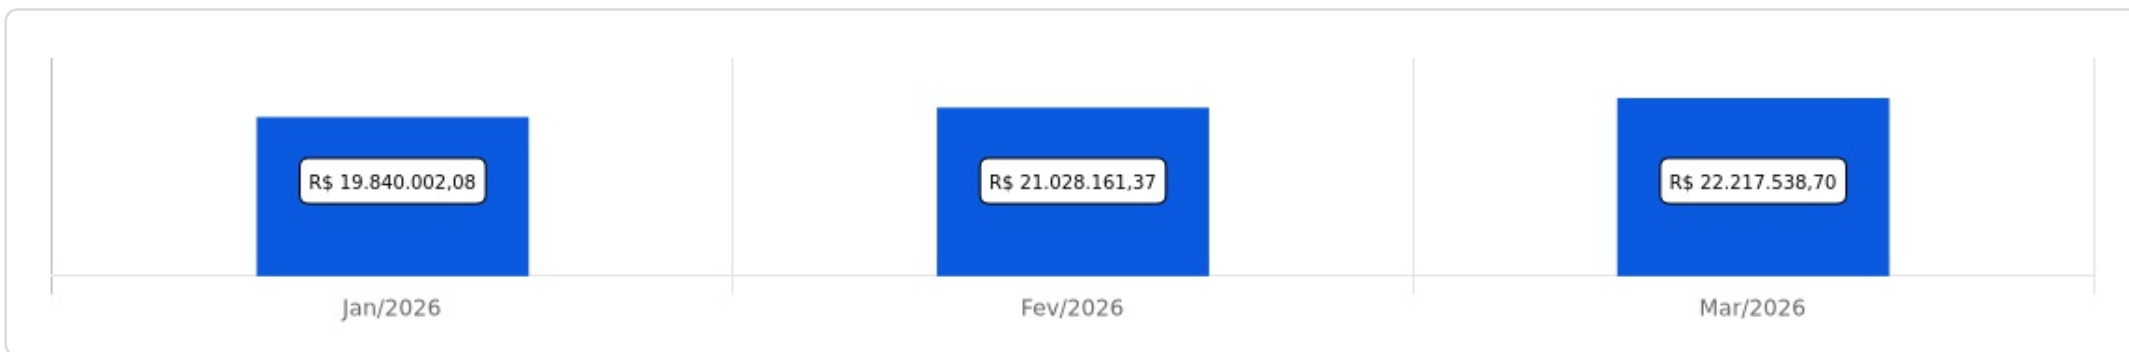 R$ 19.840.002,08
R$ 21.028.161,37
R$ 22.217.538,70
Jan/2026
Fev/2026
Mar/2026